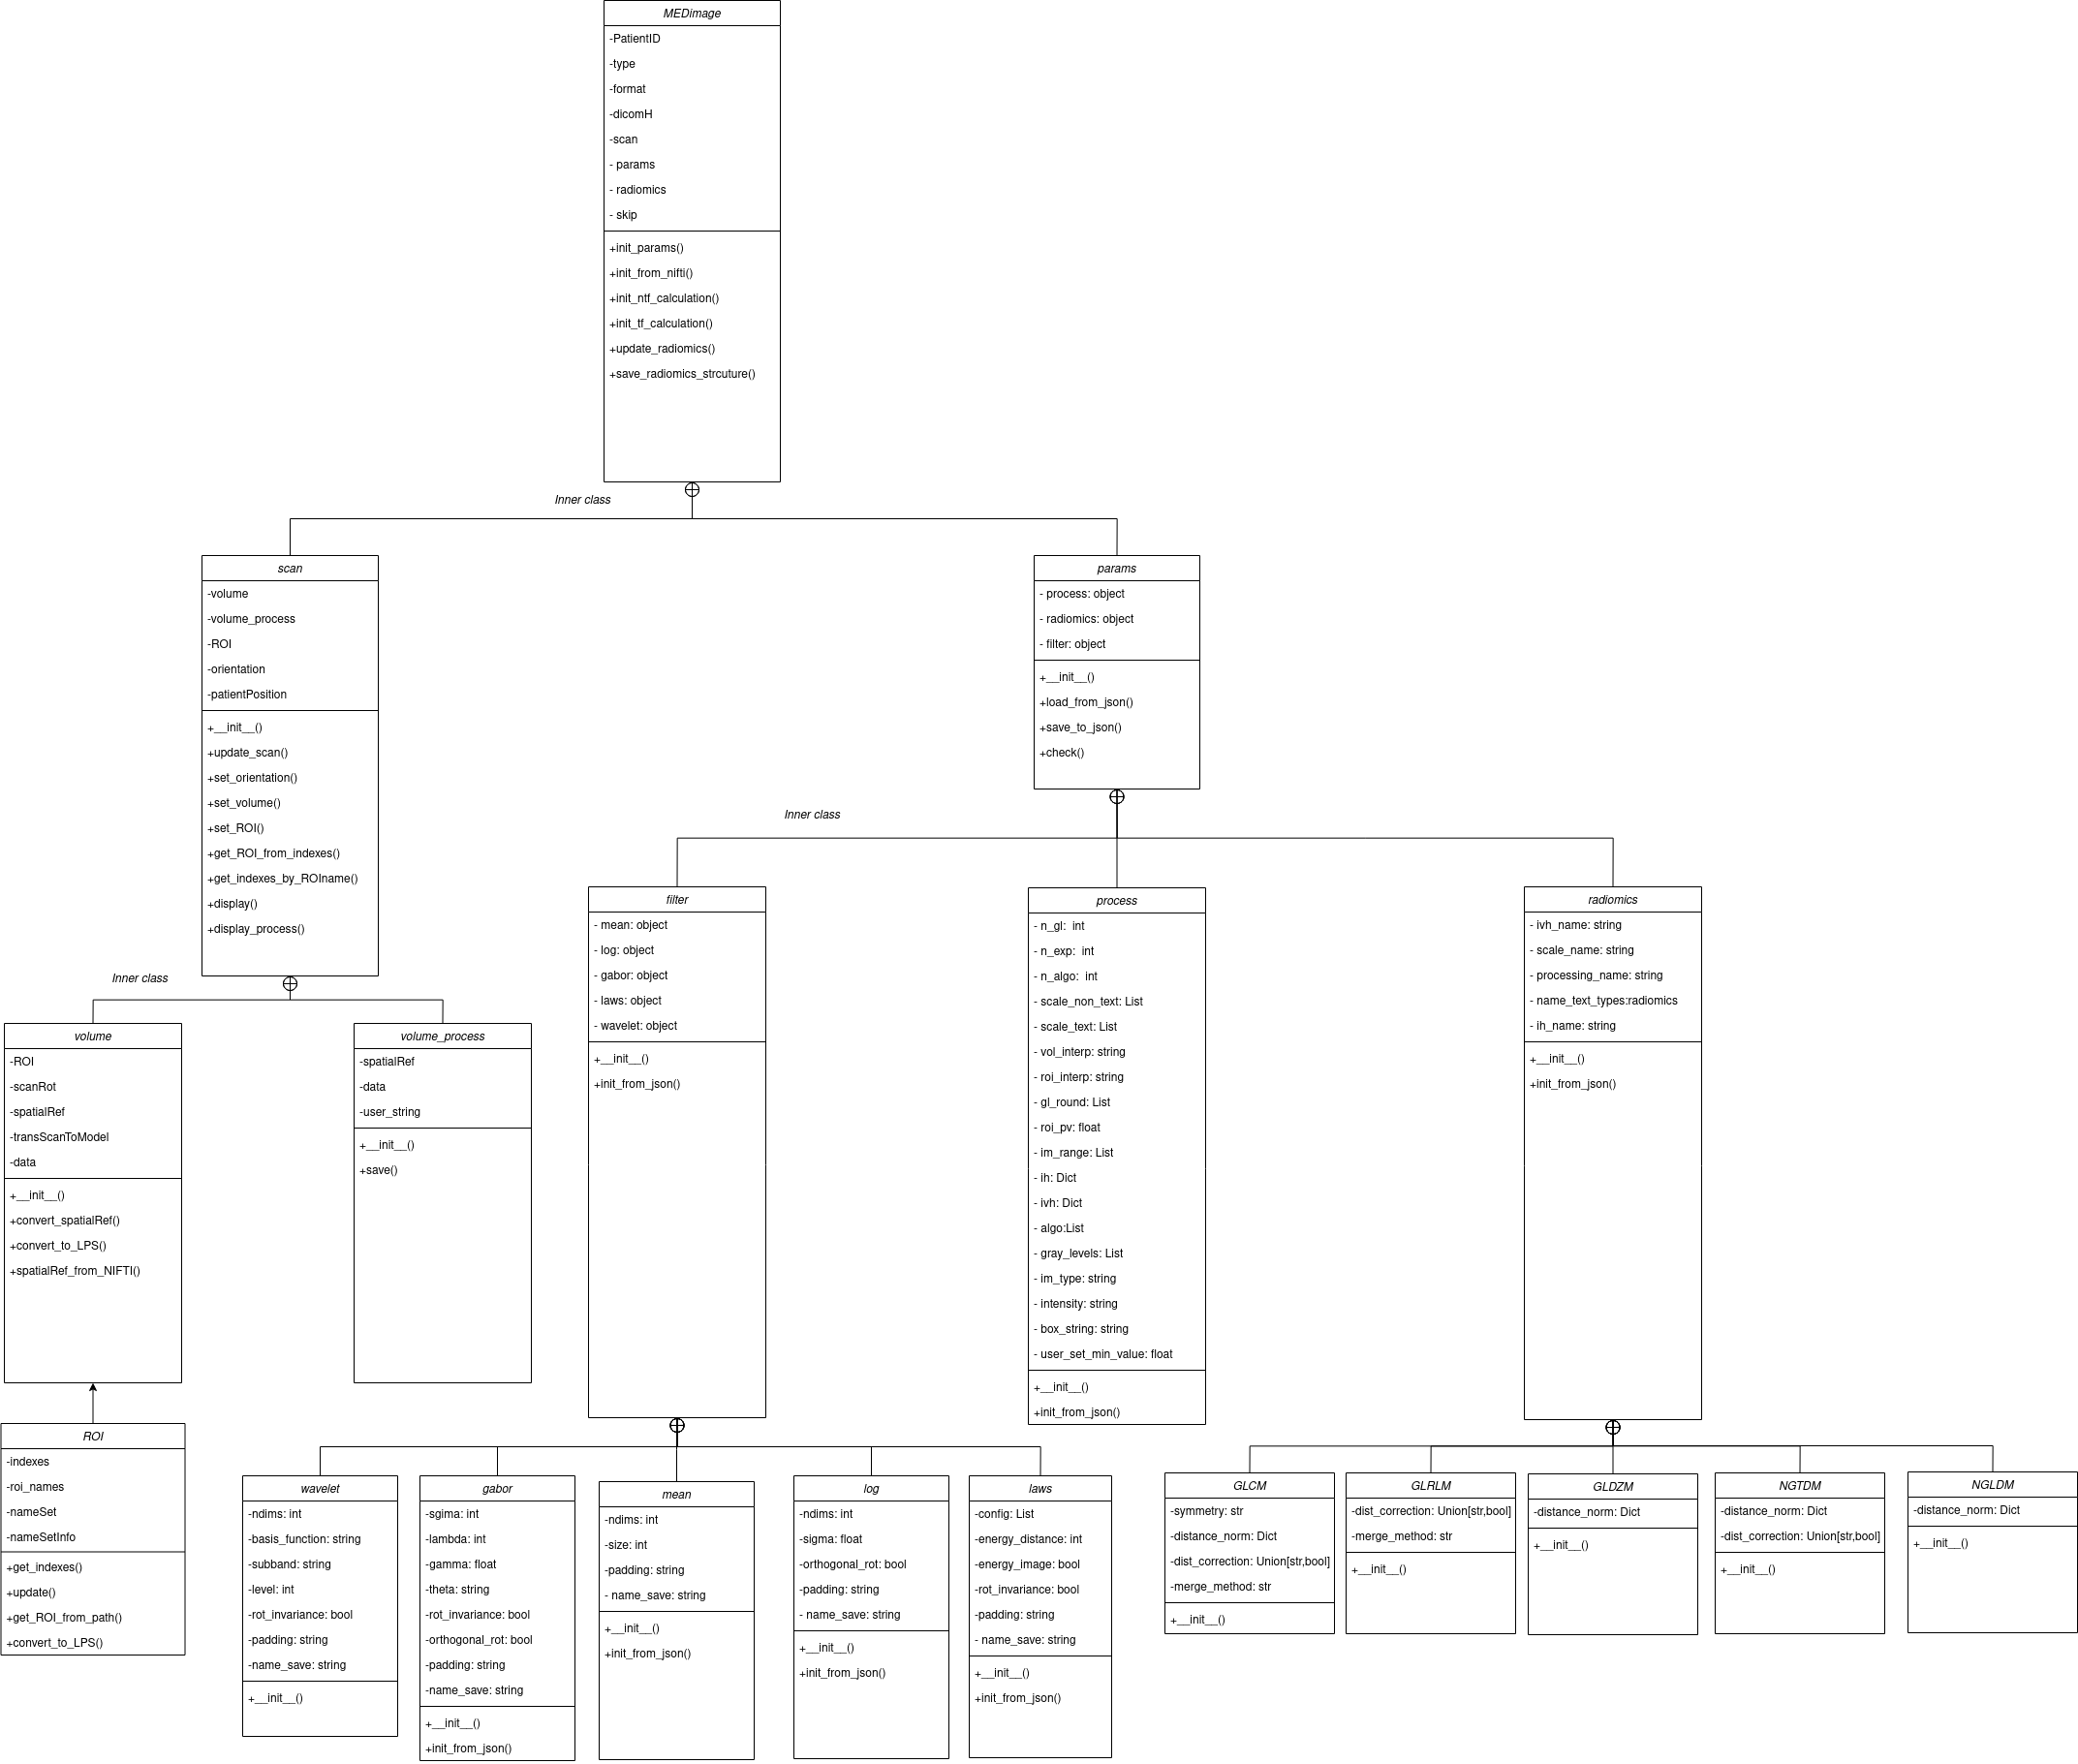 MEDimage
-PatientID
-type
-format
-dicomH
-scan
- params
- radiomics
- skip
+init_params()
+init_from_nifti()
+init_ntf_calculation()
+init_tf_calculation()
+update_radiomics()
+save_radiomics_strcuture()
Inner class
scan
-volume
-volume_process
-ROI
-orientation
-patientPosition
+__init__()
+update_scan()
+set_orientation()
+set_volume()
+set_ROI()
+get_ROI_from_indexes()
+get_indexes_by_ROIname()
+display()
+display_process()
params
- process: object
- radiomics: object
- filter: object
+__init__()
+load_from_json()
+save_to_json()
+check()
Inner class
volume
-ROI
-scanRot
-spatialRef
-transScanToModel
-data
+__init__()
+convert_spatialRef()
+convert_to_LPS()
+spatialRef_from_NIFTI()
volume_process
-spatialRef
-data
-user_string
+__init__()
+save()
ROI
-indexes
-roi_names
-nameSet
-nameSetInfo
+get_indexes()
+update()
+get_ROI_from_path()
+convert_to_LPS()
Inner class
filter
- mean: object
- log: object
- gabor: object
- laws: object
- wavelet: object
+__init__()
+init_from_json()
process
- n_gl:  int
- n_exp:  int
- n_algo:  int
- scale_non_text: List
- scale_text: List
- vol_interp: string
- roi_interp: string
- gl_round: List
- roi_pv: float
- im_range: List
- ih: Dict
- ivh: Dict
- algo:List
- gray_levels: List
- im_type: string
- intensity: string
- box_string: string
- user_set_min_value: float
+__init__()
+init_from_json()
radiomics
- ivh_name: string
- scale_name: string
- processing_name: string
- name_text_types:radiomics
- ih_name: string
+__init__()
+init_from_json()
wavelet
-ndims: int
-basis_function: string
-subband: string
-level: int
-rot_invariance: bool
-padding: string
-name_save: string
+__init__()
gabor
-sgima: int
-lambda: int
-gamma: float
-theta: string
-rot_invariance: bool
-orthogonal_rot: bool
-padding: string
-name_save: string
+__init__()
+init_from_json()
mean
-ndims: int
-size: int
-padding: string
- name_save: string
+__init__()
+init_from_json()
log
-ndims: int
-sigma: float
-orthogonal_rot: bool
-padding: string
- name_save: string
+__init__()
+init_from_json()
laws
-config: List
-energy_distance: int
-energy_image: bool
-rot_invariance: bool
-padding: string
- name_save: string
+__init__()
+init_from_json()
GLCM
-symmetry: str
-distance_norm: Dict
-dist_correction: Union[str,bool]
-merge_method: str
+__init__()
GLRLM
-dist_correction: Union[str,bool]
-merge_method: str
+__init__()
GLDZM
-distance_norm: Dict
+__init__()
NGTDM
-distance_norm: Dict
-dist_correction: Union[str,bool]
+__init__()
NGLDM
-distance_norm: Dict
+__init__()